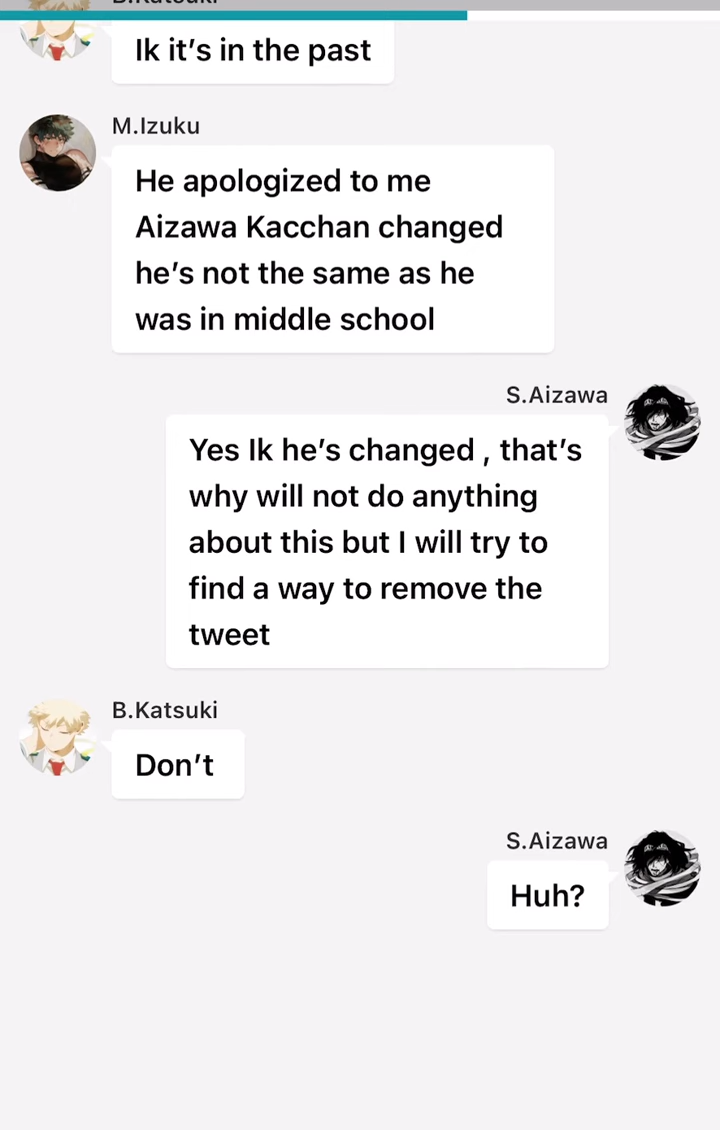 B.Katsuki
Ik it's in the past
M.Izuku
He apologized to me
Aizawa Kacchan changed
he's not the same as he
was in middle school
S.Aizawa
Yes Ik he's changed , that's
why will not do anything
about this but I will try to
find a way to remove the
tweet
B.Katsuki
Don't
S.Aizawa
Huh?